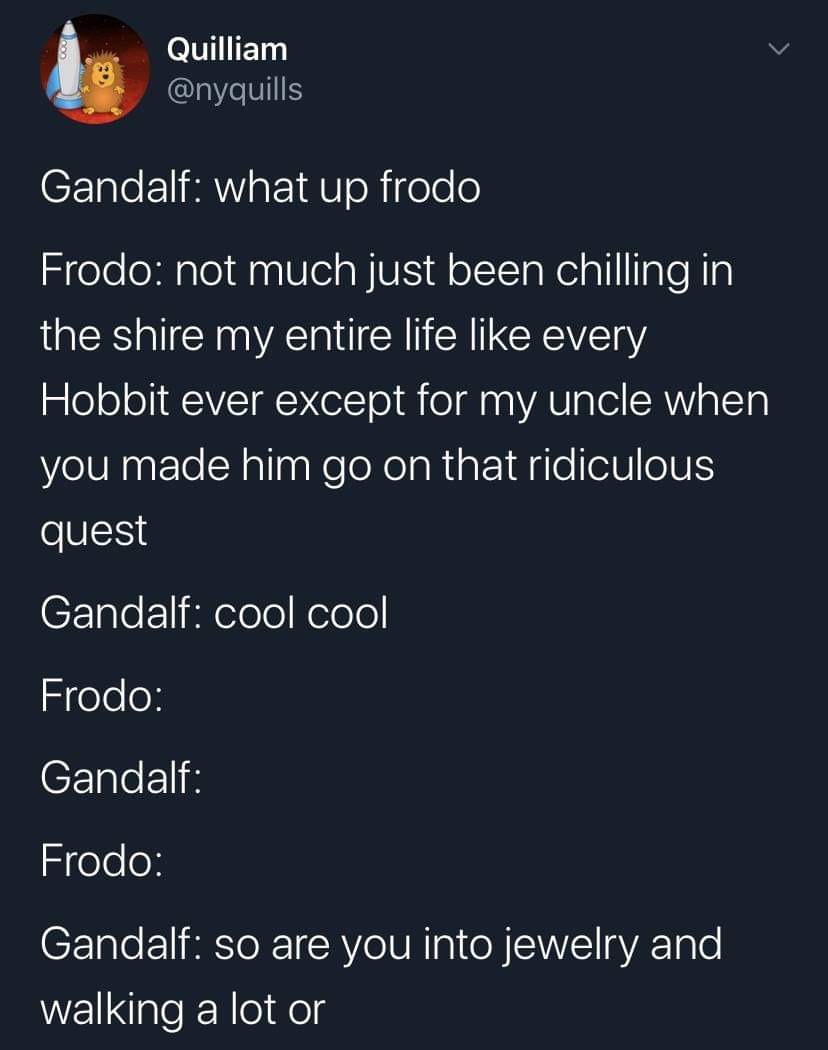 Quilliam
@nyquills
Gandalf: what up frodo
Frodo: not much just been chilling in
the shire my entire life like every
Hobbit ever except for my uncle when
you made him go on that ridiculous
quest
Gandalf: cool cool
Frodo:
Gandalf:
Frodo:
Gandalf: so are you into jewelry and
walking a lot or